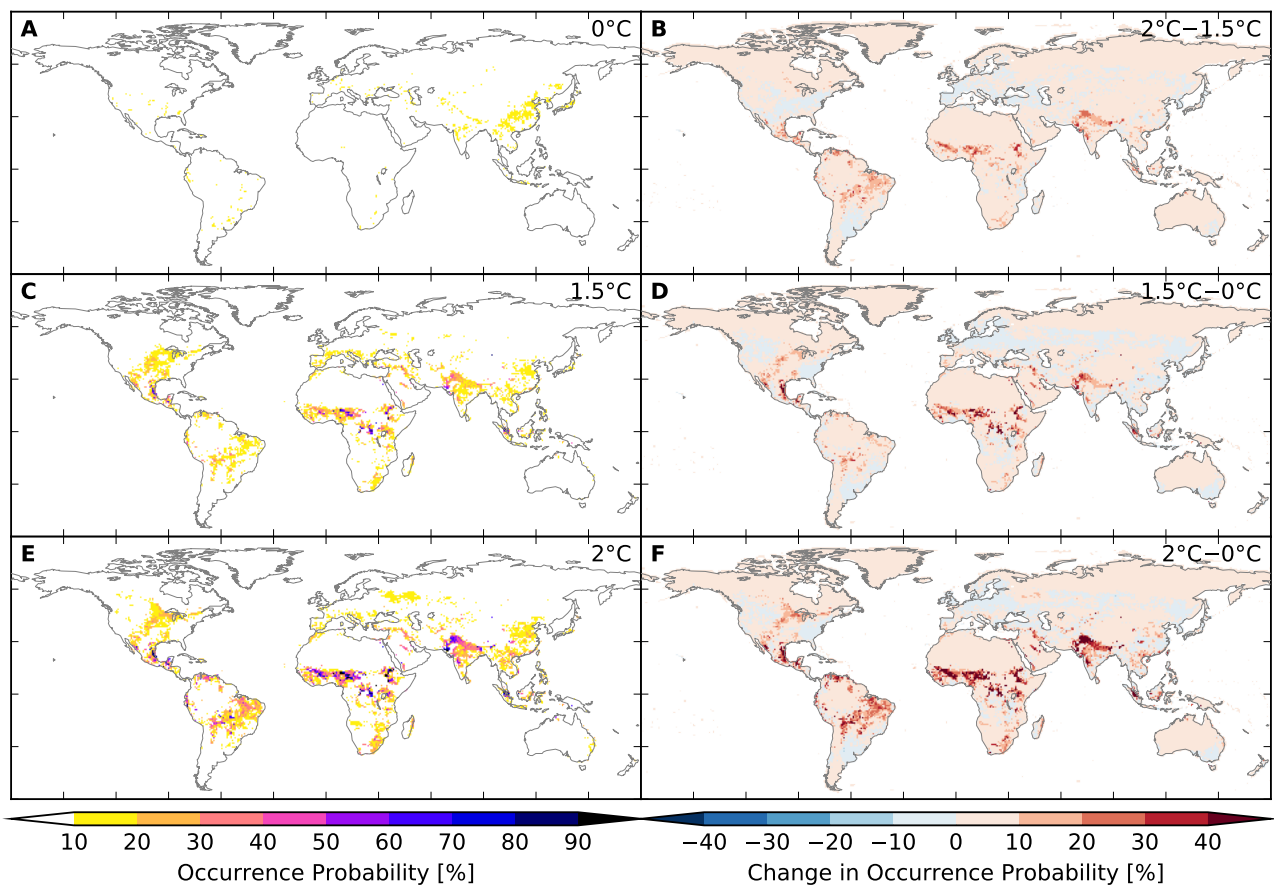 A 0°C
B 2°C−1.5°C
C 1.5°C
D 1.5°C−0°C
E 2°C
F 2°C−0°C
10 20 30 40 50 60 70 80 90
Occurrence Probability [%]
−40 −30 −20 −10 0 10 20 30 40
Change in Occurrence Probability [%]